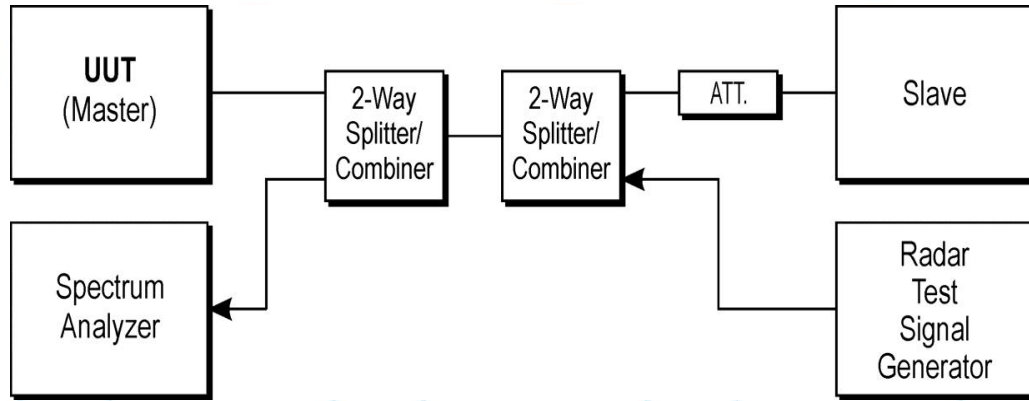 UUT
(Master)
2-Way
Splitter/
Combiner
2-Way
Splitter/
Combiner
ATT.
Slave
Spectrum
Analyzer
Radar
Test
Signal
Generator